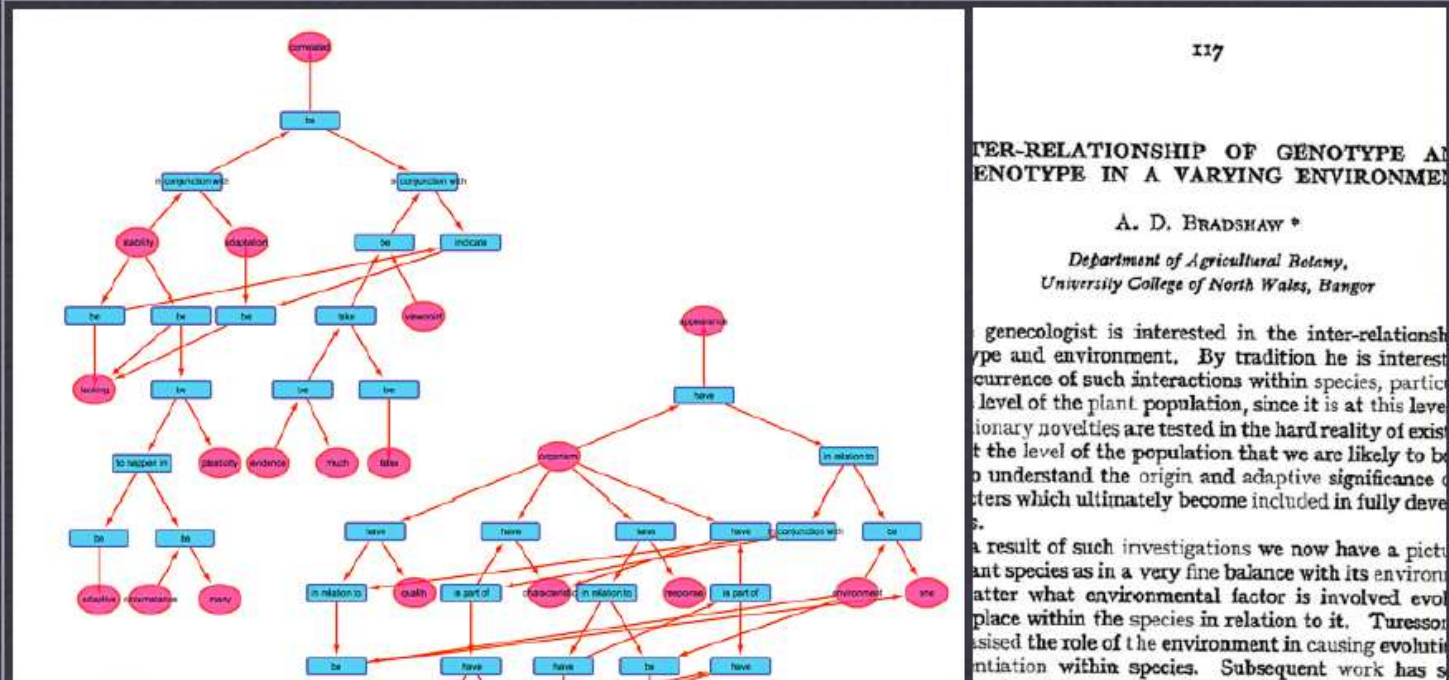 correlated
be
is conjunction with
is conjunction with
stability
adaptation
be
indicate
be
be
be
take
viewpoint
lacking
be
be
be
to happen in
plasticity
evidence
much
false
be
be
adaptive
circumstance
many
appearance
have
organism
in relation to
have
have
have
have
is conjunction with
be
in relation to
quality
is part of
characteristic
in relation to
response
is part of
environment
one
be
have
have
be
have
117
TER-RELATIONSHIP OF GENOTYPE A
ENOTYPE IN A VARYING ENVIRONME
A. D. BRADSHAW *
Department of Agricultural Botany,
University College of North Wales, Bangor
genecologist is interested in the inter-relationsh
ype and environment. By tradition he is interest
currence of such interactions within species, partic
level of the plant population, since it is at this leve
ionary novelties are tested in the hard reality of exist
t the level of the population that we are likely to be
o understand the origin and adaptive significance
cters which ultimately become included in fully deve
s.
a result of such investigations we now have a pict
ant species as in a very fine balance with its environ
atter what environmental factor is involved evol
place within the species in relation to it. Turesson
asised the role of the environment in causing evoluti
entiation within species. Subsequent work has s